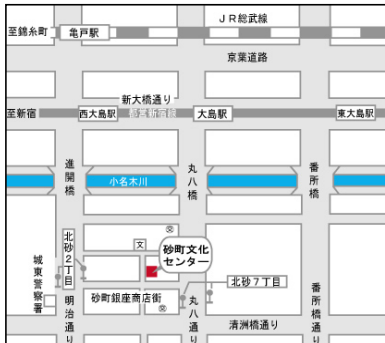 JR総武線
至錦糸町
亀戸駅
京葉道路
新大橋通り
至新宿
西大島駅
都営新宿線
大島駅
東大島駅
進開橋
小名木川
丸八橋
番所橋
文
砂町文化
センター
北砂2丁目
城東警察署
北砂7丁目
砂町銀座商店街
明治通り
丸八通り
清洲橋通り
番所橋通り